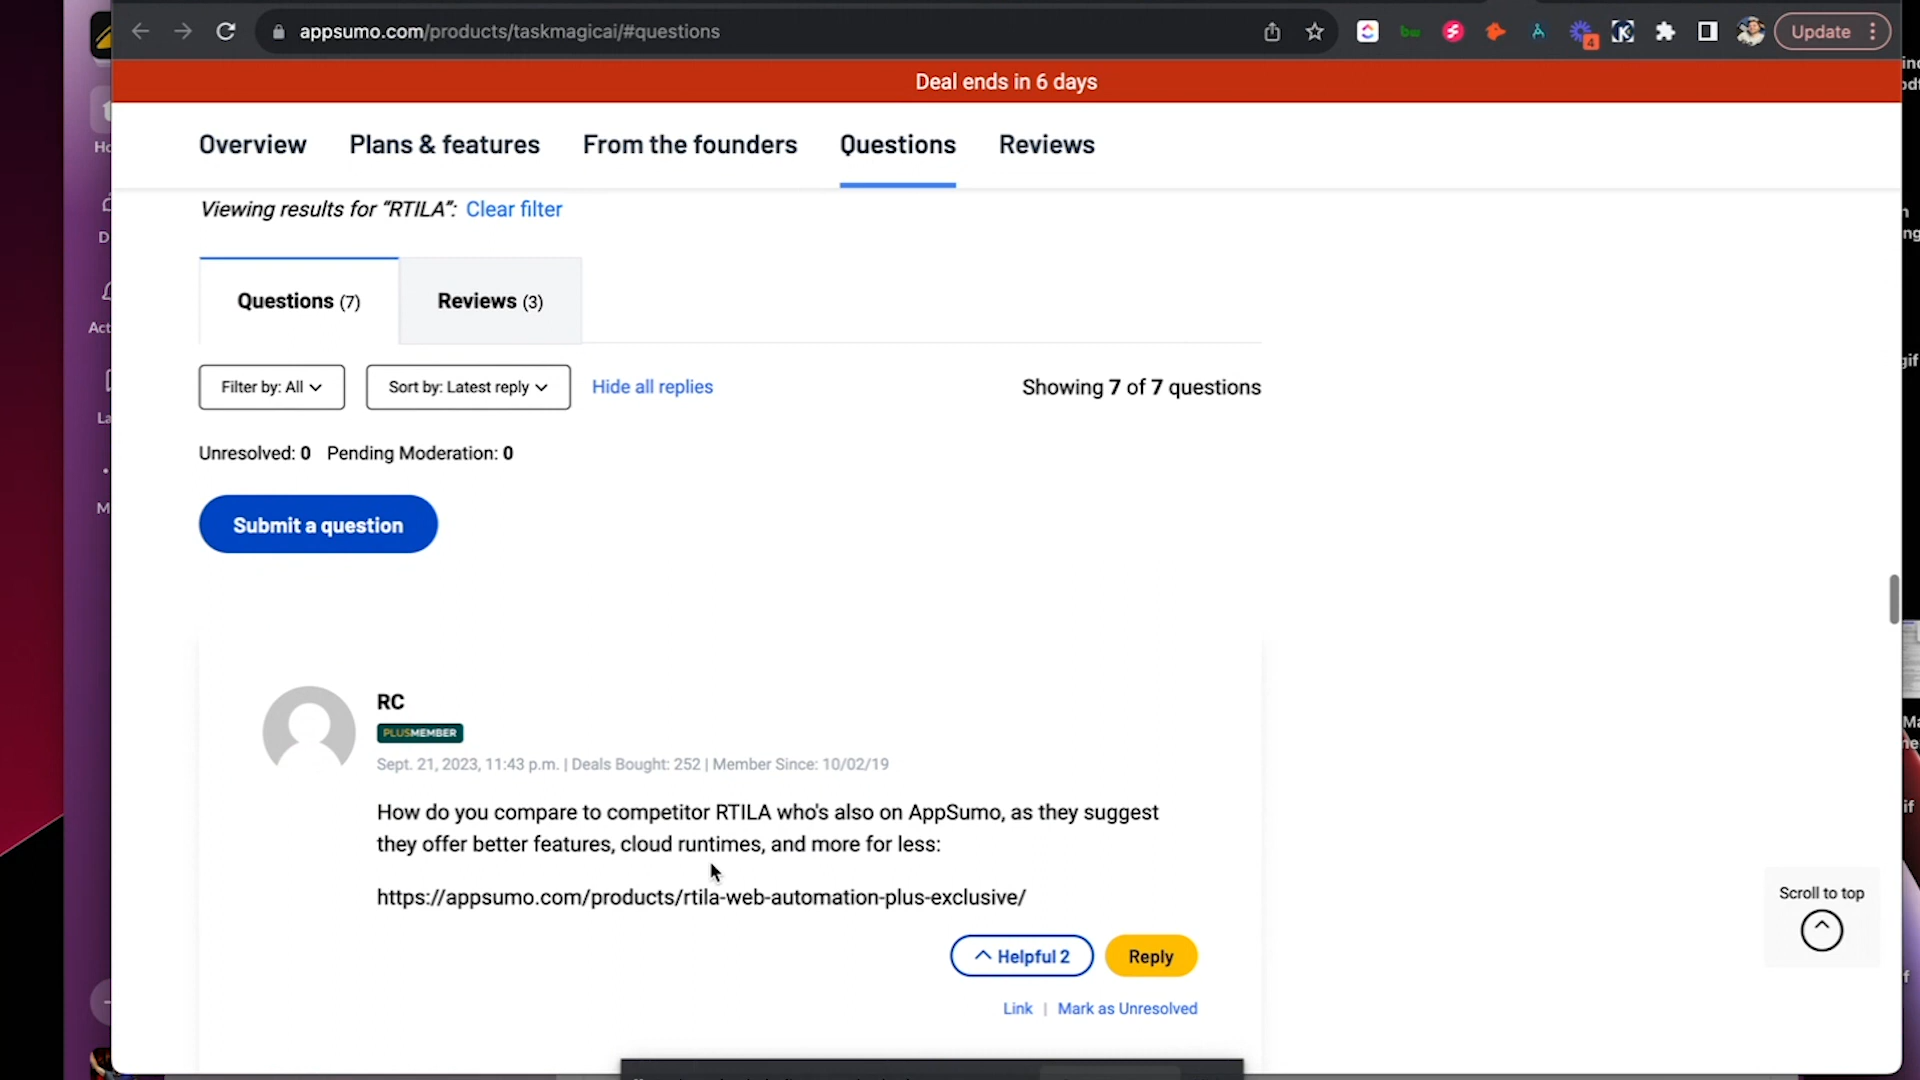 appsumo.com/products/taskmagicai/#questions
4
Update
Deal ends in 6 days
Overview
Plans & features
From the founders
Questions
Reviews
Viewing results for “RTILA”: Clear filter
Questions (7)
Reviews (3)
Filter by: All
Sort by: Latest reply
Hide all replies
Showing 7 of 7 questions
Unresolved: 0 Pending Moderation: 0
Submit a question
RC
PLUSMEMBER
Sept. 21, 2023, 11:43 p.m. | Deals Bought: 252 | Member Since: 10/02/19
How do you compare to competitor RTILA who's also on AppSumo, as they suggest
they offer better features, cloud runtimes, and more for less:
https://appsumo.com/products/rtila-web-automation-plus-exclusive/
Helpful 2
Reply
Link | Mark as Unresolved
Scroll to top